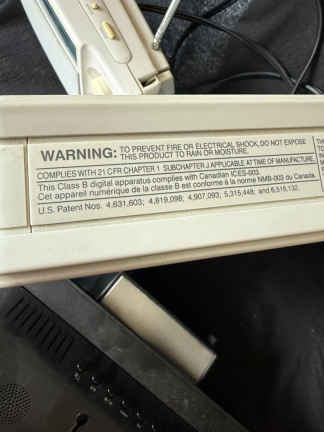 WARNING: TO PREVENT FIRE OR ELECTRICAL SHOCK, DO NOT EXPOSE
THIS PRODUCT TO RAIN OR MOISTURE.
COMPLIES WITH 21 CFR CHAPTER 1 SUBCHAPTER J APPLICABLE AT TIME OF MANUFACTURE.
This Class B digital apparatus complies with Canadian ICES-003.
Cet appareil numérique de la classe B est conforme à la norme NMB-003 du Canada.
U.S. Patent Nos. 4,631,603; 4,819,098; 4,907,093; 5,315,448; and 6,516,132.